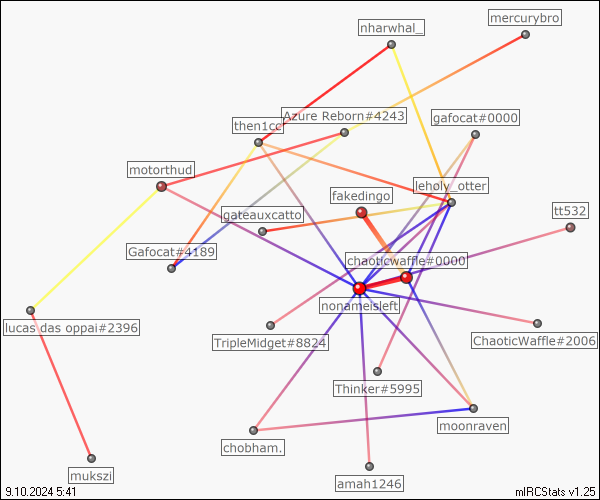 mercurybro
nharwhal_
Azure Reborn#4243
gafocat#0000
then1cc
motorthud
leholy_otter
fakedingo
gateauxcatto
tt532
Gafocat#4189
chaoticwaffle#0000
nonameisleft
lucas das oppai#2396
TripleMidget#8824
ChaoticWaffle#2006
Thinker#5995
moonraven
chobham.
mukszi
amah1246
9.10.2024 5:41
mIRCStats v1.25